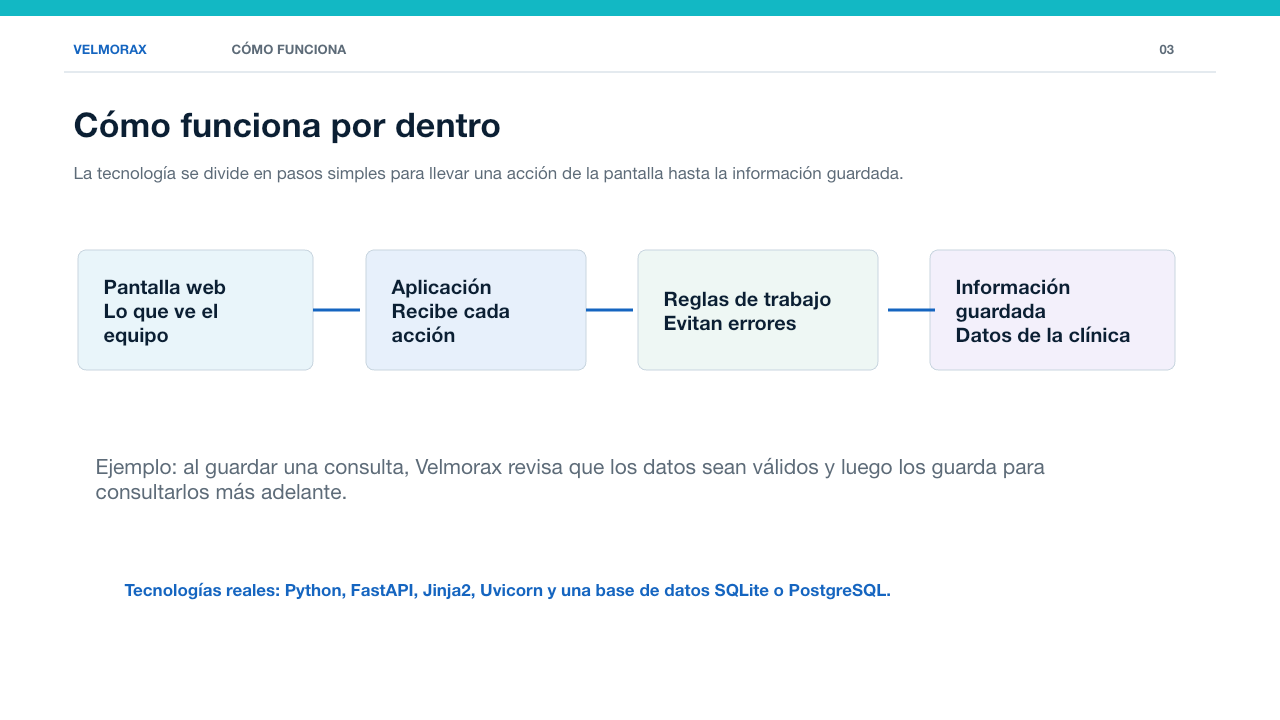 VELMORAX
CÓMO FUNCIONA
03
Cómo funciona por dentro
La tecnología se divide en pasos simples para llevar una acción de la pantalla hasta la información guardada.
Pantalla web
Lo que ve el
equipo
Aplicación
Recibe cada
acción
Reglas de trabajo
Evitan errores
Información
guardada
Datos de la clínica
Ejemplo: al guardar una consulta, Velmorax revisa que los datos sean válidos y luego los guarda para
consultarlos más adelante.
Tecnologías reales: Python, FastAPI, Jinja2, Uvicorn y una base de datos SQLite o PostgreSQL.